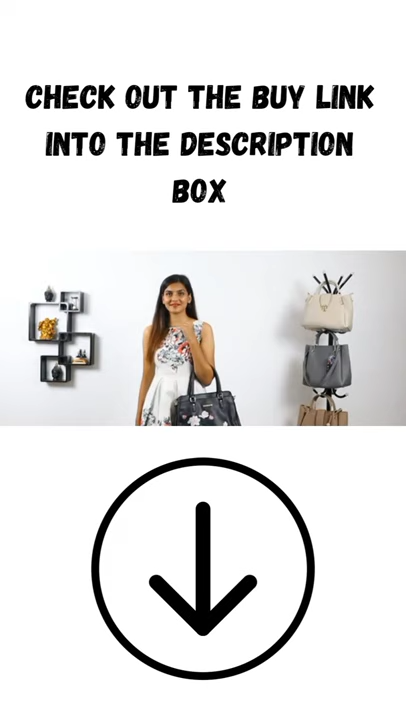 CHECK OUT THE BUY LINK
INTO THE DESCRIPTION
BOX